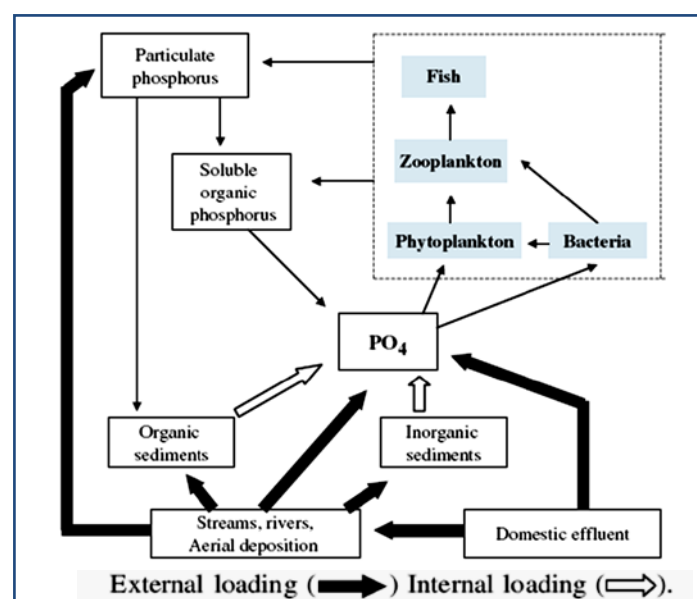 Particulate
phosphorus
Fish
Soluble
organic
phosphorus
Zooplankton
Phytoplankton
Bacteria
PO4
Organic
sediments
Inorganic
sediments
Streams, rivers,
Aerial deposition
Domestic effluent
External loading ( ) Internal loading ( ).